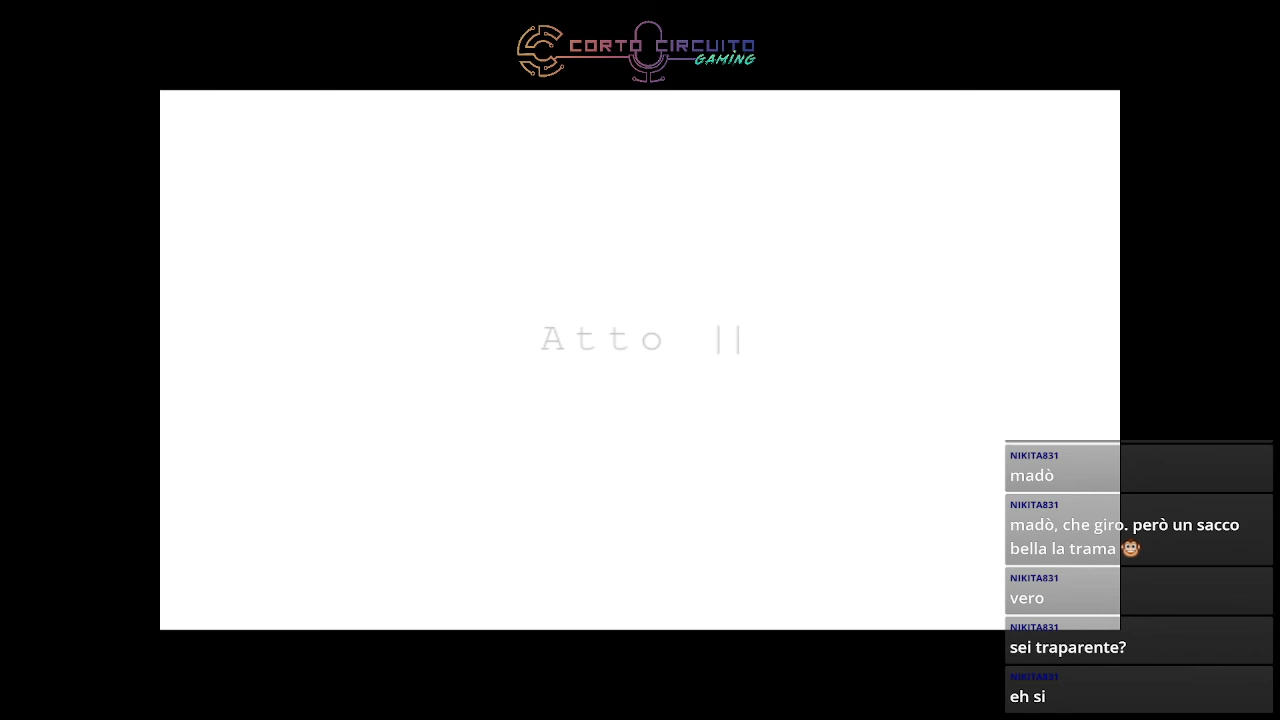 CORTO CIRCUITO
GAMING
Atto ||
NIKITA831
madò
NIKITA831
madò, che giro. però un sacco
bella la trama 🐵
NIKITA831
vero
NIKITA831
sei traparente?
NIKITA831
eh si